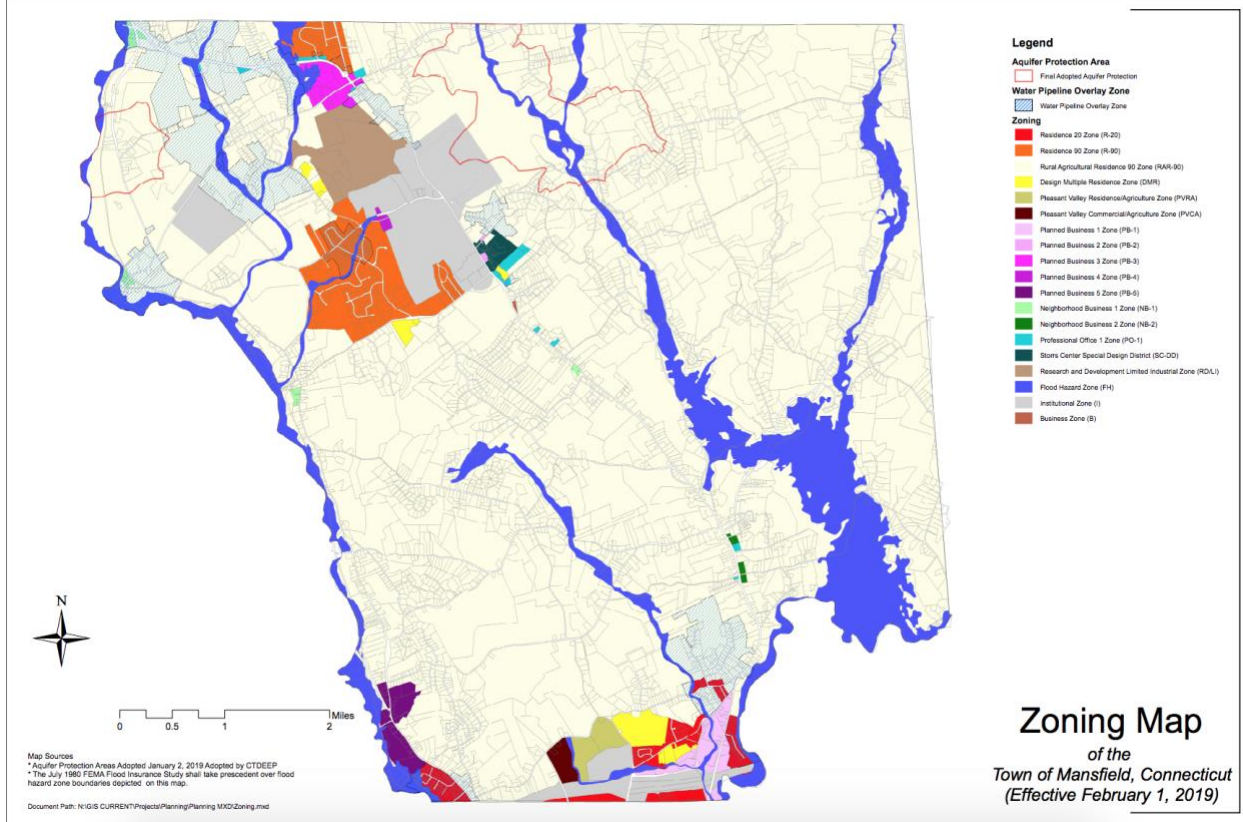 Legend
Aquifer Protection Area
Final Adopted Aquifer Protection
Water Pipeline Overlay Zone
Water Pipeline Overlay Zone
Zoning
Residence 20 Zone (R-20)
Residence 90 Zone (R-90)
Rural Agricultural Residence 90 Zone (RAR-90)
Design Multiple Residence Zone (DMR)
Pleasant Valley Residence/Agriculture Zone (PVRA)
Pleasant Valley Commercial/Agriculture Zone (PVCA)
Planned Business 1 Zone (PB-1)
Planned Business 2 Zone (PB-2)
Planned Business 3 Zone (PB-3)
Planned Business 4 Zone (PB-4)
Planned Business 5 Zone (PB-5)
Neighborhood Business 1 Zone (NB-1)
Neighborhood Business 2 Zone (NB-2)
Professional Office 1 Zone (PO-1)
Storrs Center Special Design District (SC-DD)
Research and Development Limited Industrial Zone (RD/LI)
Flood Hazard Zone (FH)
Institutional Zone (I)
Business Zone (B)
N
0 0.5 1 2 Miles
Map Sources
* Aquifer Protection Areas Adopted January 2, 2019 Adopted by CTDEEP
* The July 1980 FEMA Flood Insurance Study shall take prescedent over flood
hazard zone boundaries depicted on this map.
Document Path: N:\GIS CURRENT\Projects\Planning\Planning MXD\Zoning.mxd
Zoning Map
of the
Town of Mansfield, Connecticut
(Effective February 1, 2019)